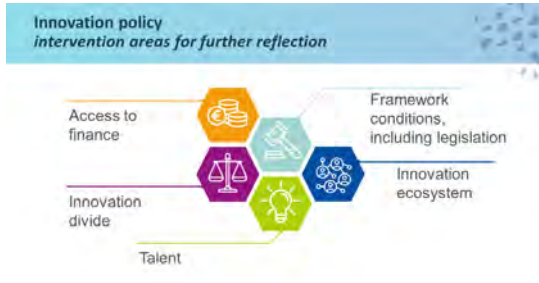 Innovation policy
intervention areas for further reflection
Access to
finance
Framework
conditions,
including legislation
Innovation
divide
Innovation
ecosystem
Talent